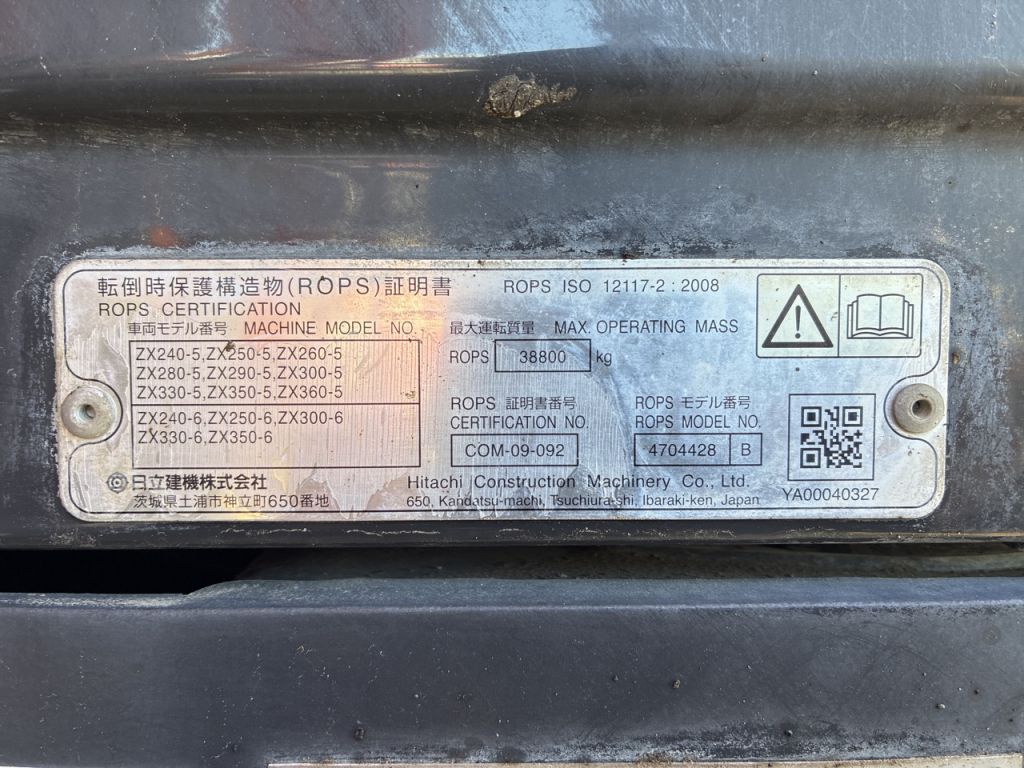 転倒時保護構造物(ROPS)証明書 ROPS ISO 12117-2 : 2008
ROPS CERTIFICATION
車両モデル番号 MACHINE MODEL NO.
ZX240-5,ZX250-5,ZX260-5
ZX280-5,ZX290-5,ZX300-5
ZX330-5,ZX350-5,ZX360-5
ZX240-6,ZX250-6,ZX300-6
ZX330-6,ZX350-6
最大運転質量 MAX. OPERATING MASS
ROPS 38800 kg
ROPS 証明書番号
CERTIFICATION NO.
COM-09-092
ROPS モデル番号
ROPS MODEL NO.
4704428 B
日立建機株式会社
茨城県土浦市神立町650番地
Hitachi Construction Machinery Co., Ltd.
650, Kandatsu-machi, Tsuchiura-shi, Ibaraki-ken, Japan
YA00040327